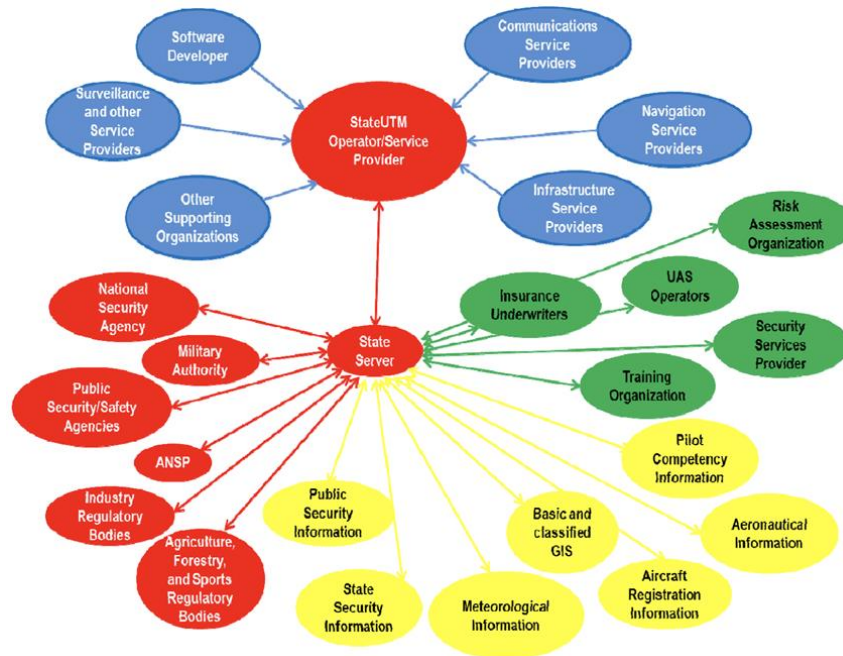 Software
Developer
Communications
Service
Providers
Surveillance
and other
Service
Providers
StateUTM
Operator/Service
Provider
Navigation
Service
Providers
Other
Supporting
Organizations
Infrastructure
Service
Providers
Risk
Assessment
Organization
National
Security
Agency
Insurance
Underwriters
UAS
Operators
Military
Authority
State
Server
Security
Services
Provider
Public
Security/Safety
Agencies
Training
Organization
ANSP
Pilot
Competency
Information
Industry
Regulatory
Bodies
Public
Security
Information
Basic and
classified
GIS
Aeronautical
Information
Agriculture,
Forestry,
and Sports
Regulatory
Bodies
State
Security
Information
Meteorological
Information
Aircraft
Registration
Information